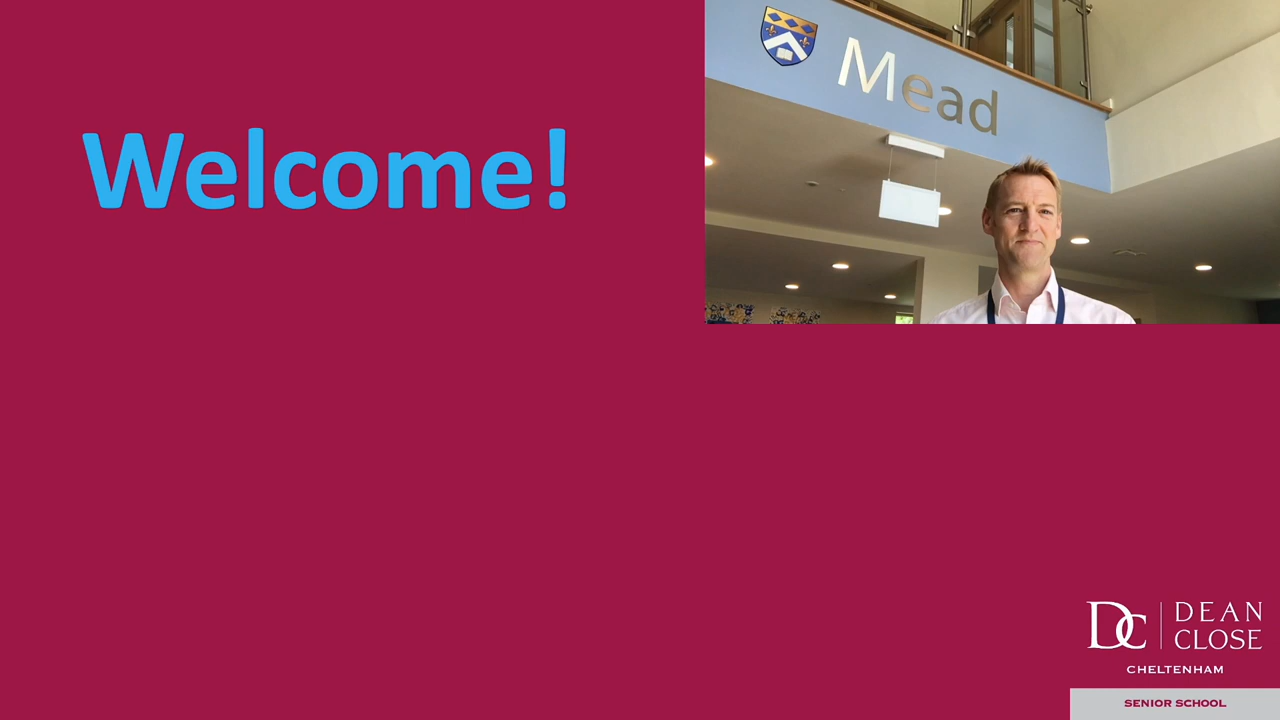 Welcome!
Mead
DC
DEAN
CLOSE
CHELTENHAM
SENIOR SCHOOL